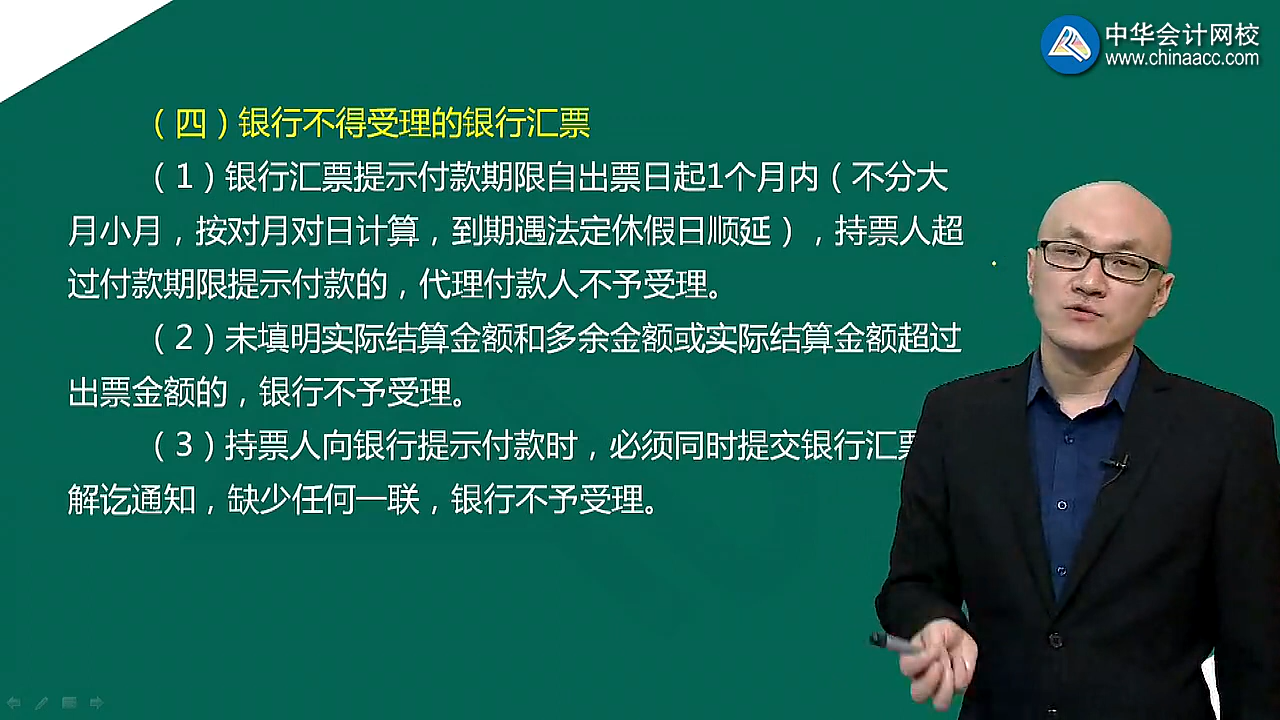 中华会计网校
www.chinaacc.com
（四）银行不得受理的银行汇票
（1）银行汇票提示付款期限自出票日起1个月内（不分大
月小月，按对月对日计算，到期遇法定休假日顺延），持票人超
过付款期限提示付款的，代理付款人不予受理。
（2）未填明实际结算金额和多余金额或实际结算金额超过
出票金额的，银行不予受理。
（3）持票人向银行提示付款时，必须同时提交银行汇票
解讫通知，缺少任何一联，银行不予受理。